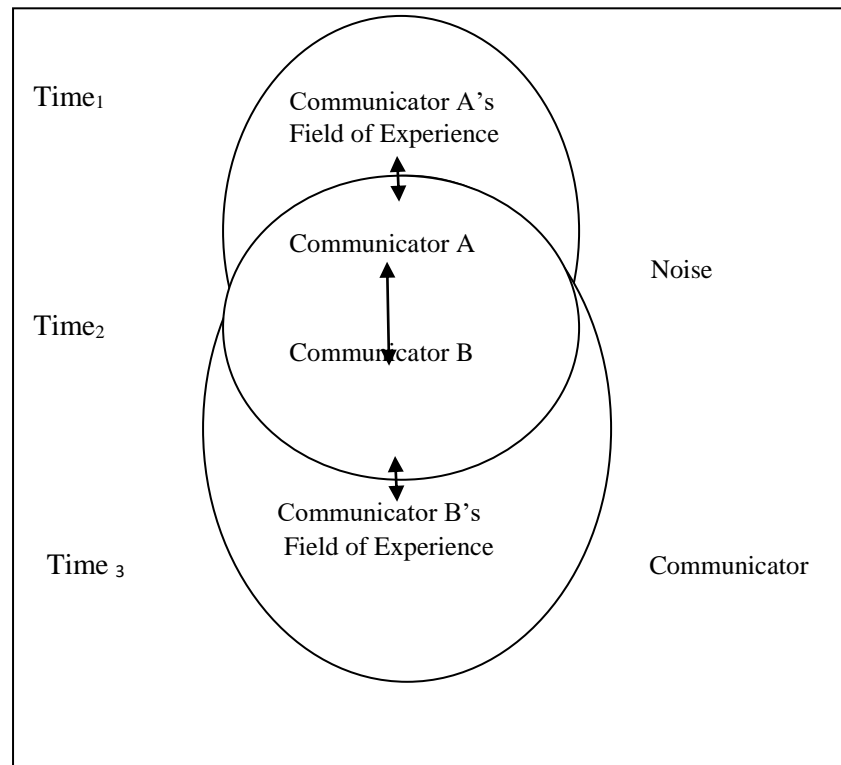 Time₁
Communicator A’s
Field of Experience
Communicator A
Noise
Time₂
Communicator B
Communicator B’s
Field of Experience
Time ₃
Communicator